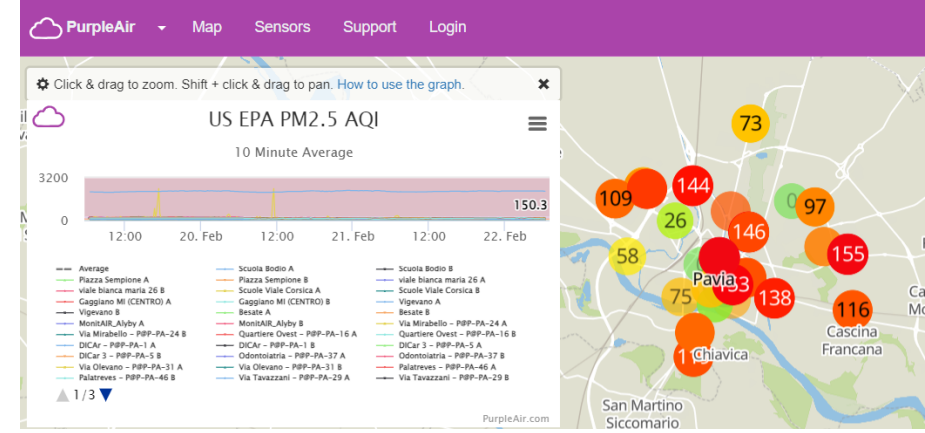 PurpleAir Map Sensors Support Login
Click & drag to zoom. Shift + click & drag to pan. How to use the graph.
US EPA PM2.5 AQI
10 Minute Average
3200
150.3
0
12:00 20. Feb 12:00 21. Feb 12:00 22. Feb
Average Scuola Bodio A Scuola Bodio B
Piazza Sempione A Piazza Sempione B viale bianca maria 26 A
viale bianca maria 26 B Scuole Viale Corsica A Scuole Viale Corsica B
Gaggiano MI (CENTRO) A Gaggiano MI (CENTRO) B Vigevano A
Vigevano B Besate A Besate B
MonitAIR_Alyby A MonitAIR_Alyby B Via Mirabello - P@P-PA-24 A
Via Mirabello - P@P-PA-24 B Quartiere Ovest - P@P-PA-16 A Quartiere Ovest - P@P-PA-16 B
DICAr - P@P-PA-1 A DICAr - P@P-PA-1 B DICar 3 - P@P-PA-5 A
DICar 3 - P@P-PA-5 B Odontoiatria - P@P-PA-37 A Odontoiatria - P@P-PA-37 B
Via Olevano - P@P-PA-31 A Via Olevano - P@P-PA-31 B Palatreves - P@P-PA-46 A
Palatreves - P@P-PA-46 B Via Tavazzani - P@P-PA-29 A Via Tavazzani - P@P-PA-29 B
1/3
PurpleAir.com
73
144
109
0
97
26
146
58
155
Pavia
75
138
116
Cascina
Francana
Chiavica
San Martino
Siccomario